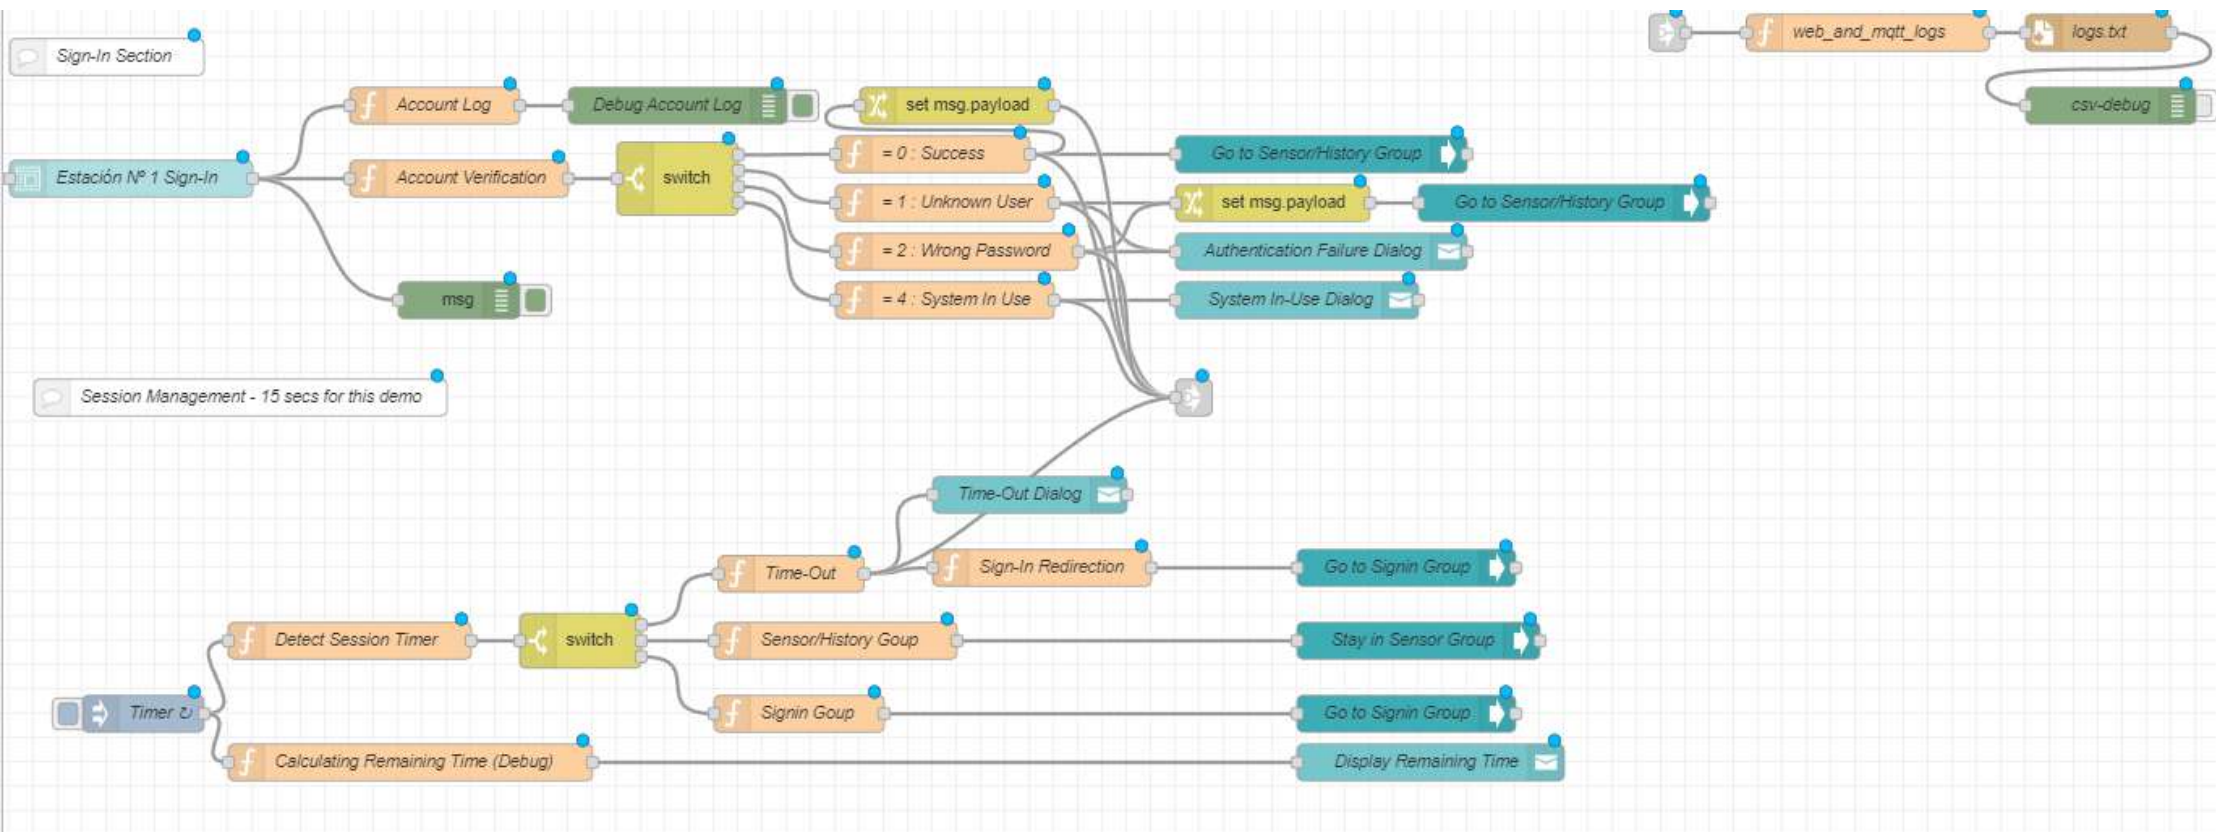 Sign-In Section
web_and_mqtt_logs
logs.txt
Account Log
Debug Account Log
set msg.payload
csv-debug
Estación Nº 1 Sign-In
Account Verification
switch
= 0 : Success
Go to Sensor/History Group
= 1 : Unknown User
set msg.payload
Go to Sensor/History Group
= 2 : Wrong Password
Authentication Failure Dialog
msg
= 4 : System In Use
System In-Use Dialog
Session Management - 15 secs for this demo
Time-Out Dialog
Time-Out
Sign-In Redirection
Go to Signin Group
Detect Session Timer
switch
Sensor/History Goup
Stay in Sensor Group
Timer ↻
Signin Goup
Go to Signin Group
Calculating Remaining Time (Debug)
Display Remaining Time